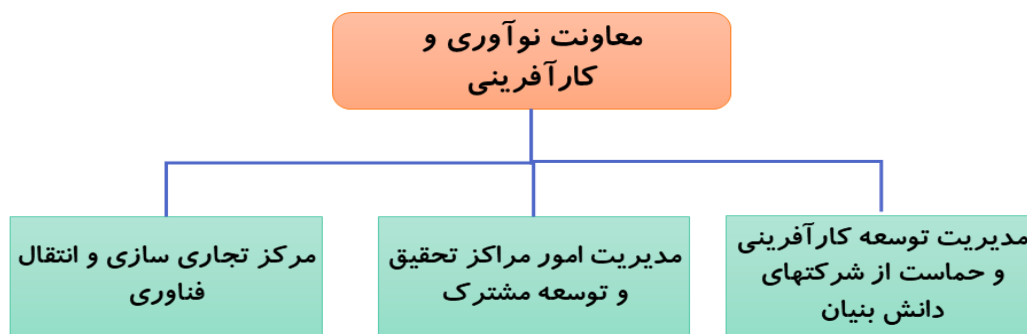 معاونت نوآوری و
کارآفرینی
مدیریت توسعه کارآفرینی
و حماست از شرکتهای
دانش بنیان
مدیریت امور مراکز تحقیق
و توسعه مشترک
مرکز تجاری سازی و انتقال
فناوری